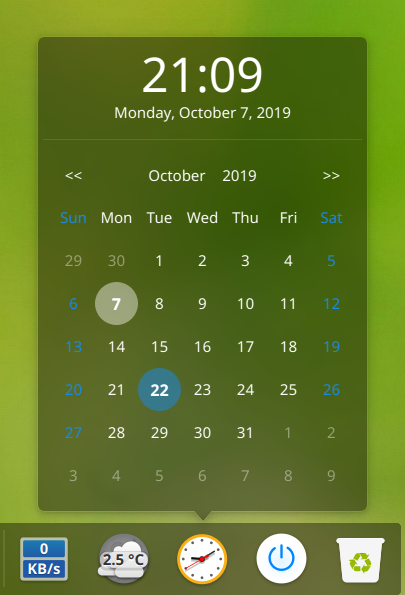 21:09
Monday, October 7, 2019
<< October 2019 >>
Sun Mon Tue Wed Thu Fri Sat
29 30 1 2 3 4 5
6 7 8 9 10 11 12
13 14 15 16 17 18 19
20 21 22 23 24 25 26
27 28 29 30 31 1 2
3 4 5 6 7 8 9
0
KB/s
2.5 °C